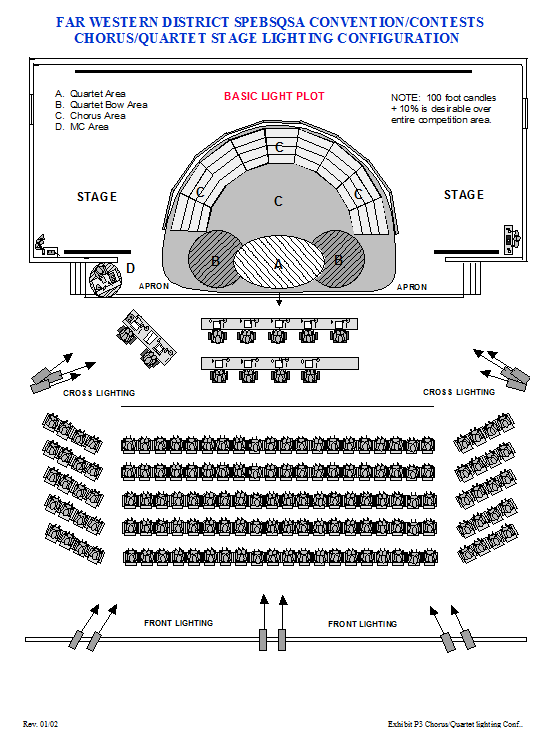 FAR WESTERN DISTRICT SPEBSQSA CONVENTION/CONTESTS
CHORUS/QUARTET STAGE LIGHTING CONFIGURATION
A. Quartet Area
B. Quartet Bow Area
C. Chorus Area
D. MC Area
BASIC LIGHT PLOT
NOTE: 100 foot candles
+ 10% is desirable over
entire competition area.
C
C
C
C
STAGE
STAGE
B
A
B
D
APRON
APRON
CROSS LIGHTING
CROSS LIGHTING
FRONT LIGHTING
FRONT LIGHTING
Rev. 01/02
Exhibit P3 Chorus/Quartet lighting Conf...